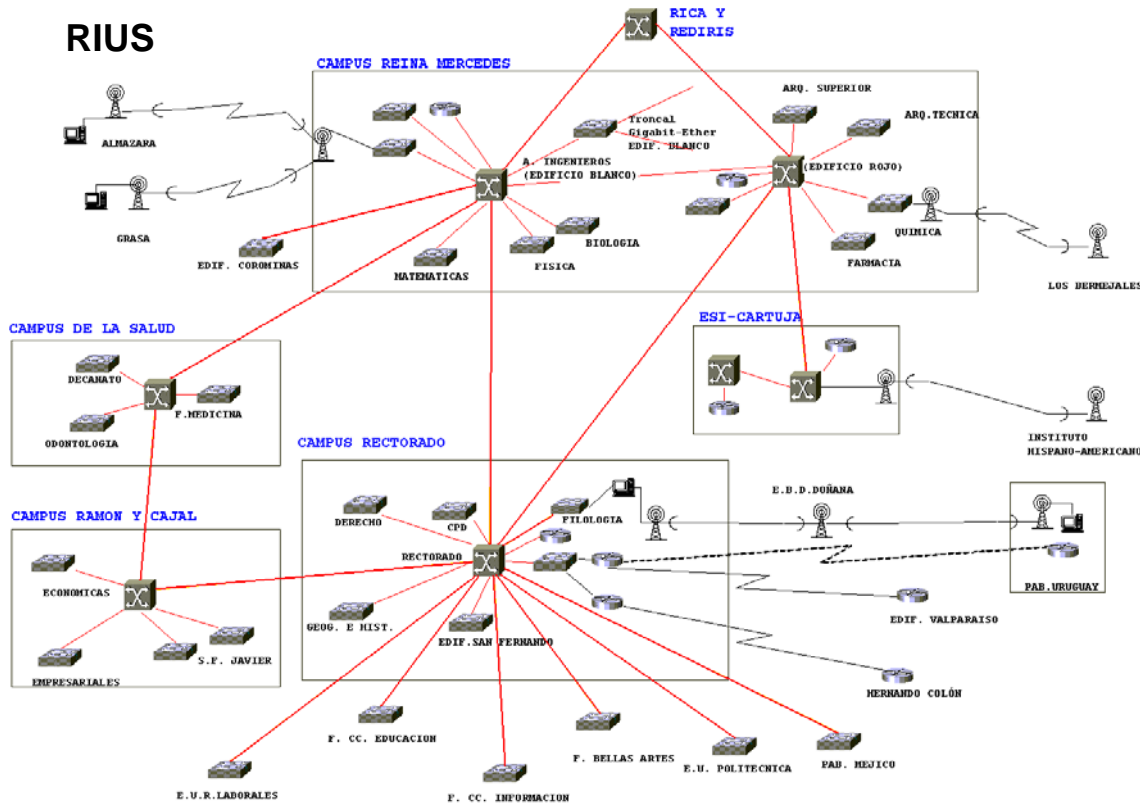 RIUS
RICA Y
REDIRIS
CAMPUS REINA MERCEDES
ARQ. SUPERIOR
ALMAZARA
Troncal
Gigabit-Ether
EDIF. BLANCO
ARQ.TECNICA
A. INGENIEROS
(EDIFICIO BLANCO)
(EDIFICIO ROJO)
GRASA
BIOLOGIA
QUIMICA
EDIF. COROMINAS
MATEMATICAS
FISICA
FARMACIA
LOS BERMEJALES
CAMPUS DE LA SALUD
ESI-CARTUJA
DECANATO
F.MEDICINA
ODONTOLOGIA
CAMPUS RECTORADO
INSTITUTO
HISPANO-AMERICANO
E.B.D.DOÑANA
CAMPUS RAMON Y CAJAL
DERECHO
CPD
FILOLOGIA
RECTORADO
ECONOMICAS
PAB.URUGUAY
GEOG. E HIST.
EDIF.SAN FERNANDO
EDIF. VALPARAISO
S.F. JAVIER
EMPRESARIALES
HERNANDO COLÓN
F. CC. EDUCACION
F. BELLAS ARTES
E.U. POLITECNICA
PAB. MEJICO
E.U.R.LABORALES
F. CC. INFORMACION